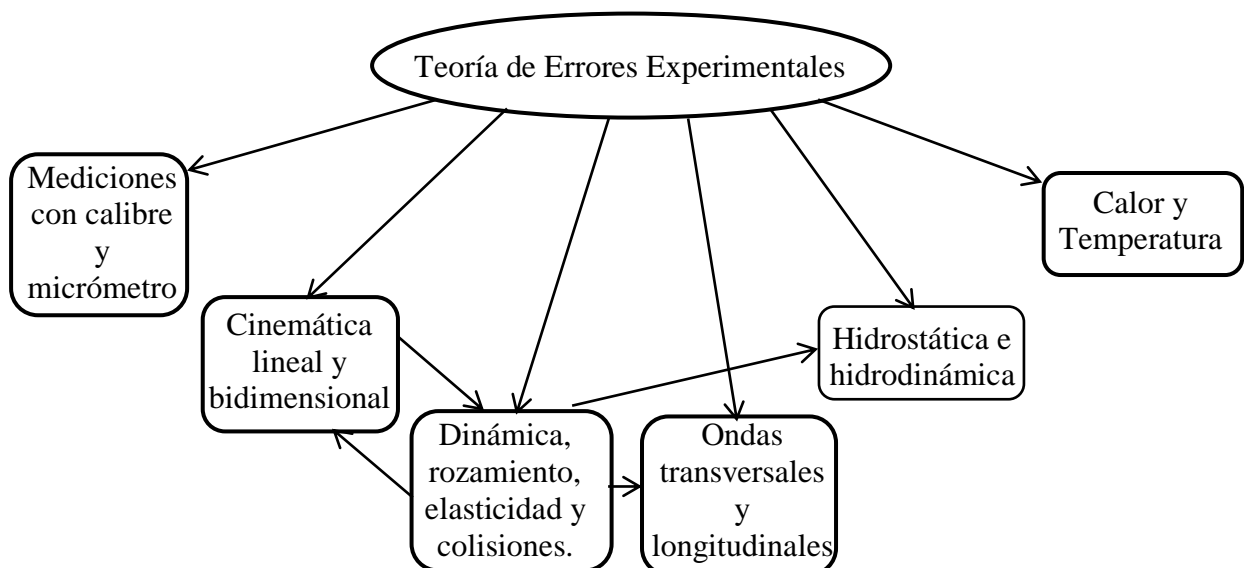 Teoría de Errores Experimentales
Mediciones
con calibre
y
micrómetro
Calor y
Temperatura
Cinemática
lineal y
bidimensional
Hidrostática e
hidrodinámica
Dinámica,
rozamiento,
elasticidad y
colisiones.
Ondas
transversales
y
longitudinales